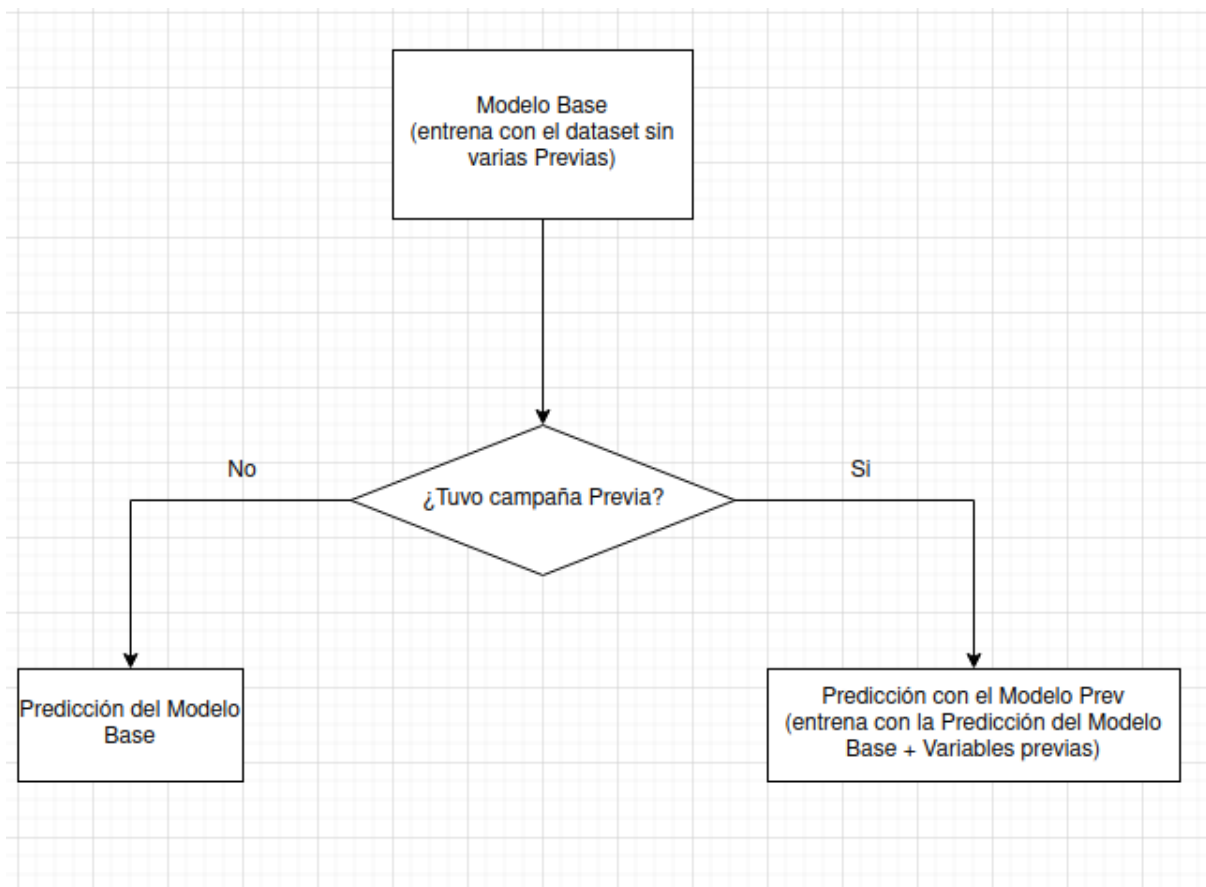 Modelo Base
(entrena con el dataset sin
varias Previas)
No
¿Tuvo campaña Previa?
Si
Predicción del Modelo
Base
Predicción con el Modelo Prev
(entrena con la Predicción del Modelo
Base + Variables previas)